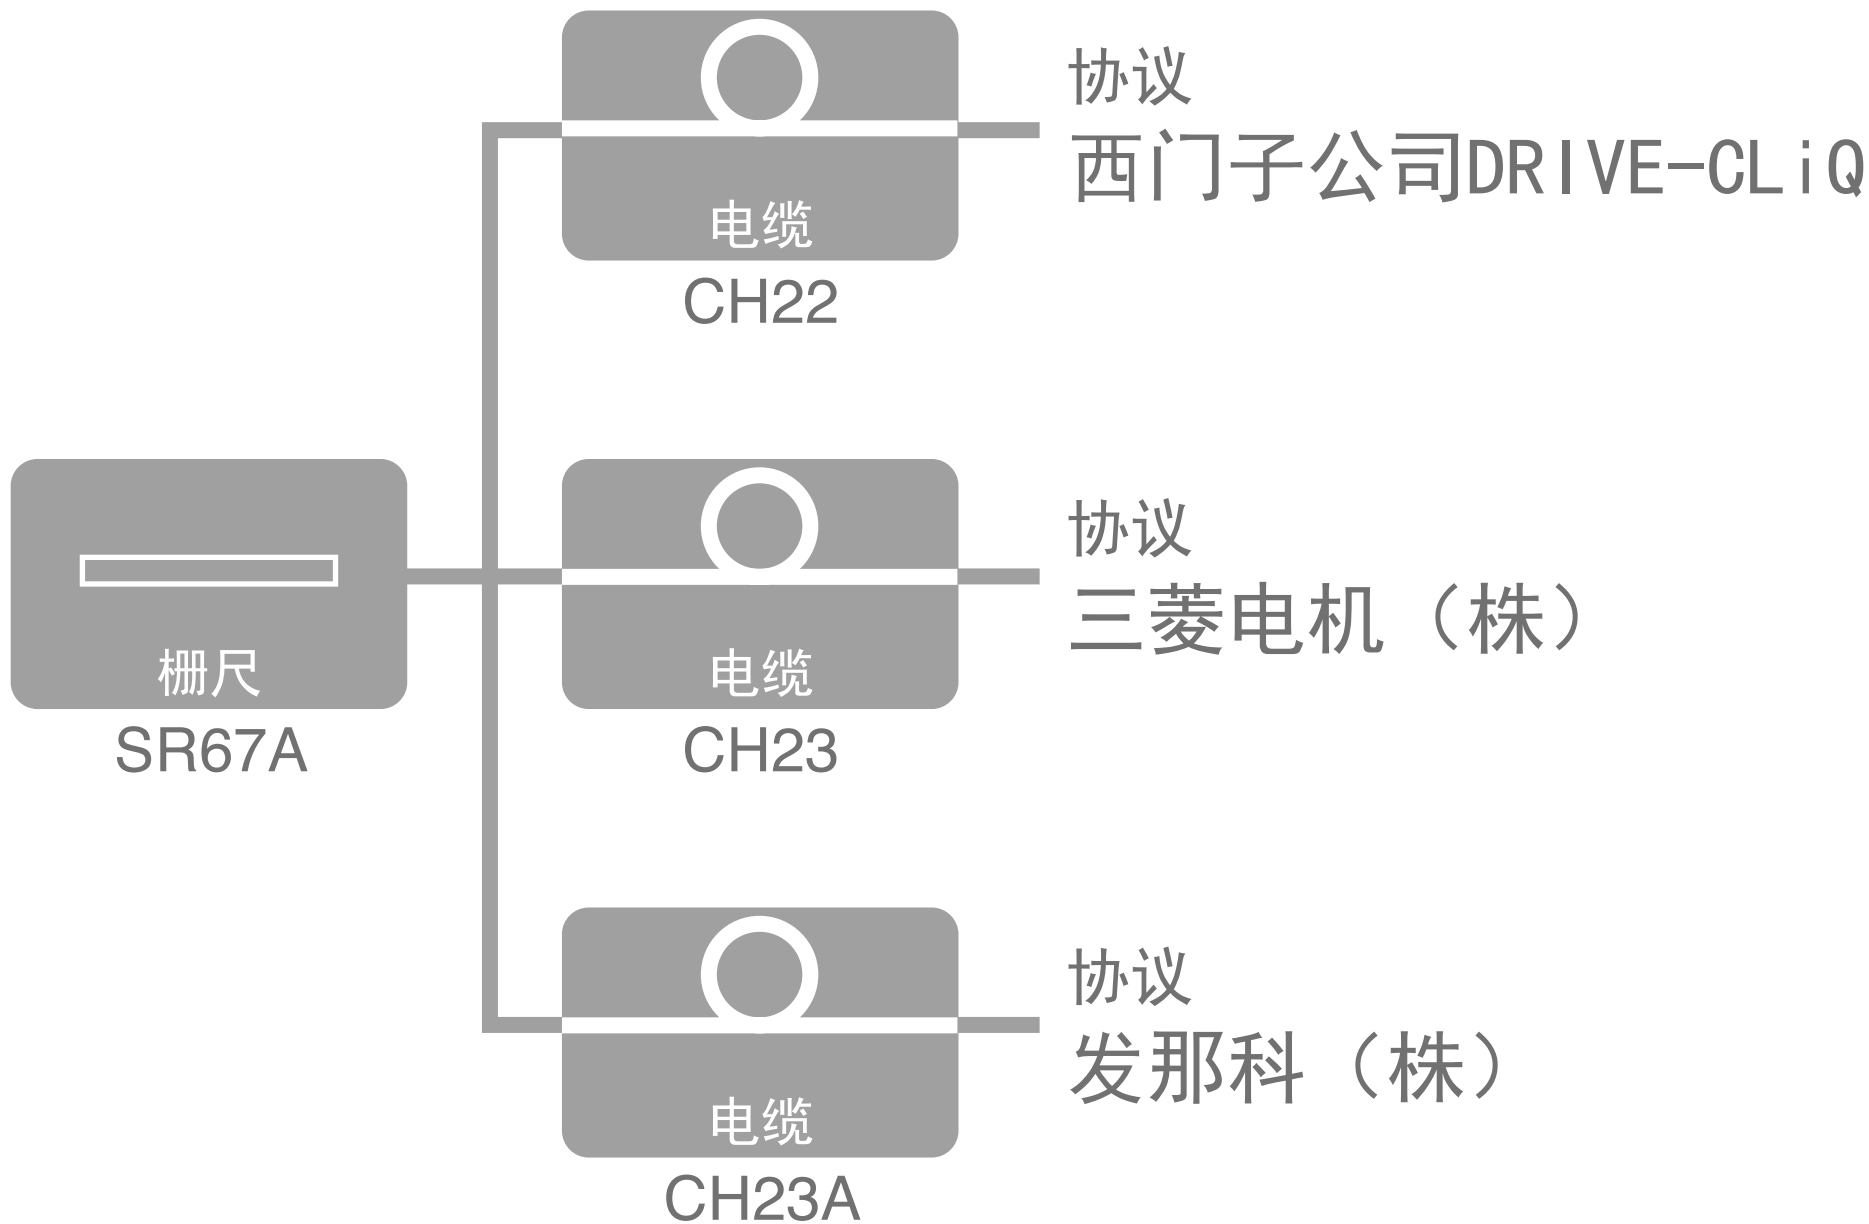 协议
西门子公司DRIVE-CLiQ
电缆
CH22
栅尺
SR67A
协议
三菱电机（株）
电缆
CH23
协议
发那科（株）
电缆
CH23A